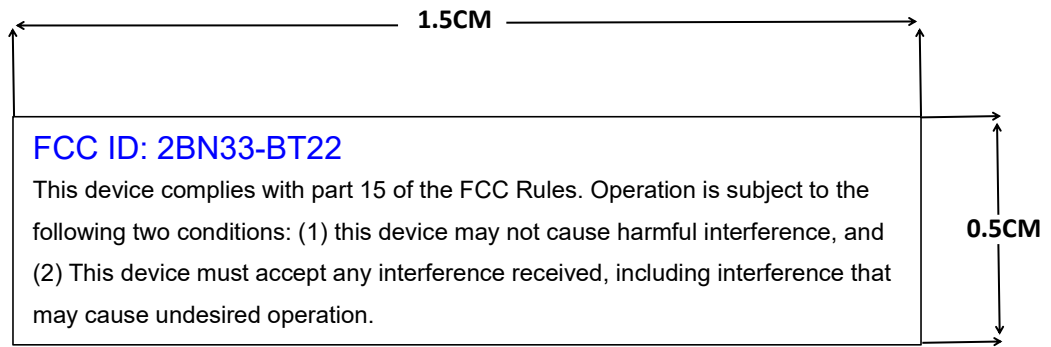 1.5CM
FCC ID: 2BN33-BT22
This device complies with part 15 of the FCC Rules. Operation is subject to the
following two conditions: (1) this device may not cause harmful interference, and
(2) This device must accept any interference received, including interference that
may cause undesired operation.
0.5CM